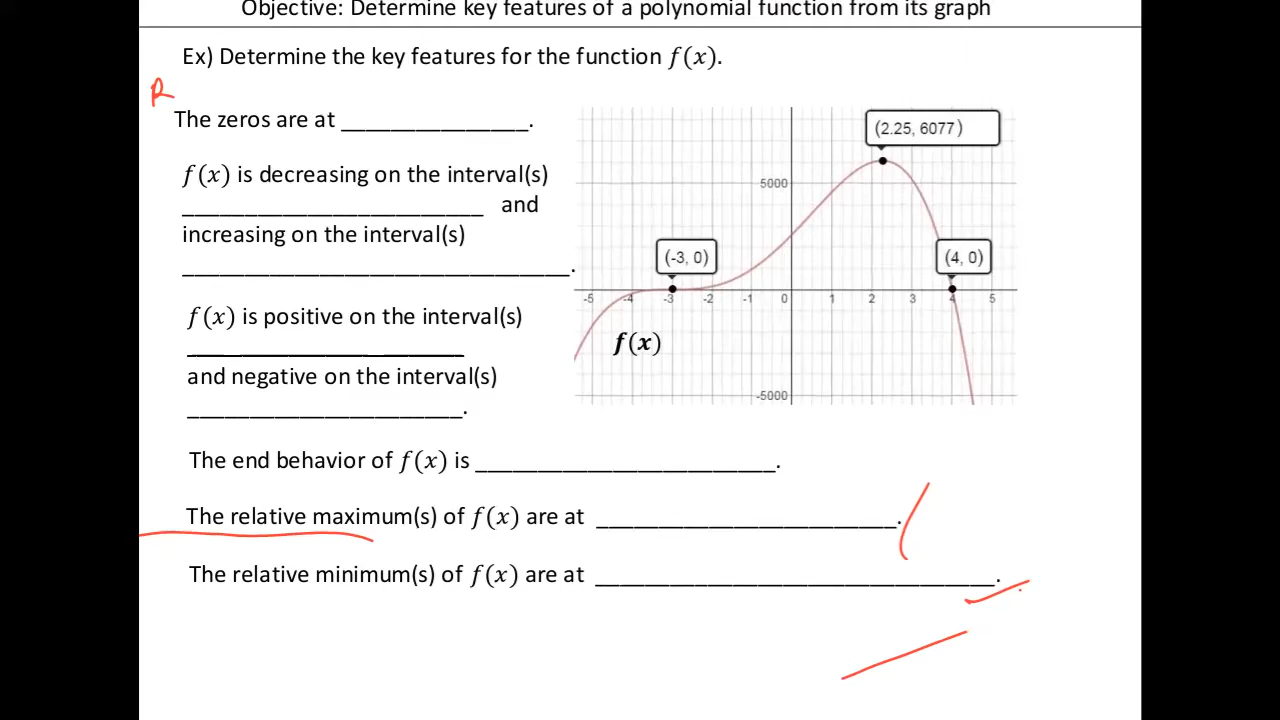 Objective: Determine key features of a polynomial function from its graph
Ex) Determine the key features for the function f(x).
R
The zeros are at _______________.
f(x) is decreasing on the interval(s)
________________________ and
increasing on the interval(s)
_______________________________.
f(x) is positive on the interval(s)
______________________
and negative on the interval(s)
______________________.
(2.25, 6077)
5000
(-3, 0)
(4, 0)
-5 -4 -3 -2 -1 0 1 2 3 4 5
f(x)
-5000
The end behavior of f(x) is ________________________.
The relative maximum(s) of f(x) are at ________________________.
The relative minimum(s) of f(x) are at ________________________________.